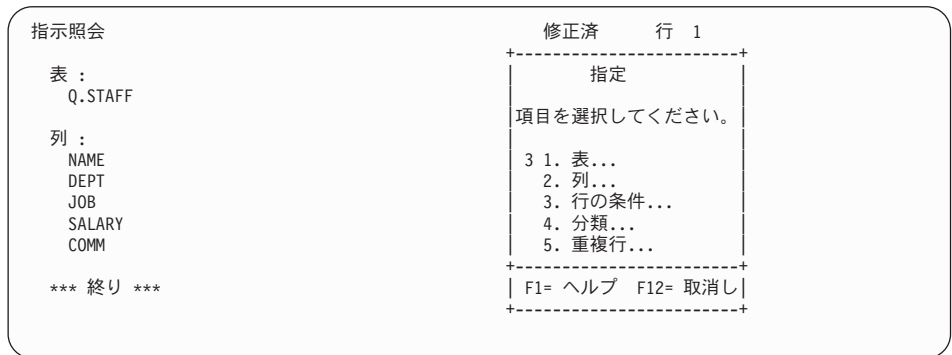 指示照会 修正済 行 1
+-------------------------+
表 : | 指定 |
Q.STAFF | |
|項目を選択してください。|
列 : | |
NAME | 3 1. 表... |
DEPT | 2. 列... |
JOB | 3. 行の条件... |
SALARY | 4. 分類... |
COMM | 5. 重複行... |
+-------------------------+
*** 終り *** | F1= ヘルプ F12= 取消し|
+-------------------------+